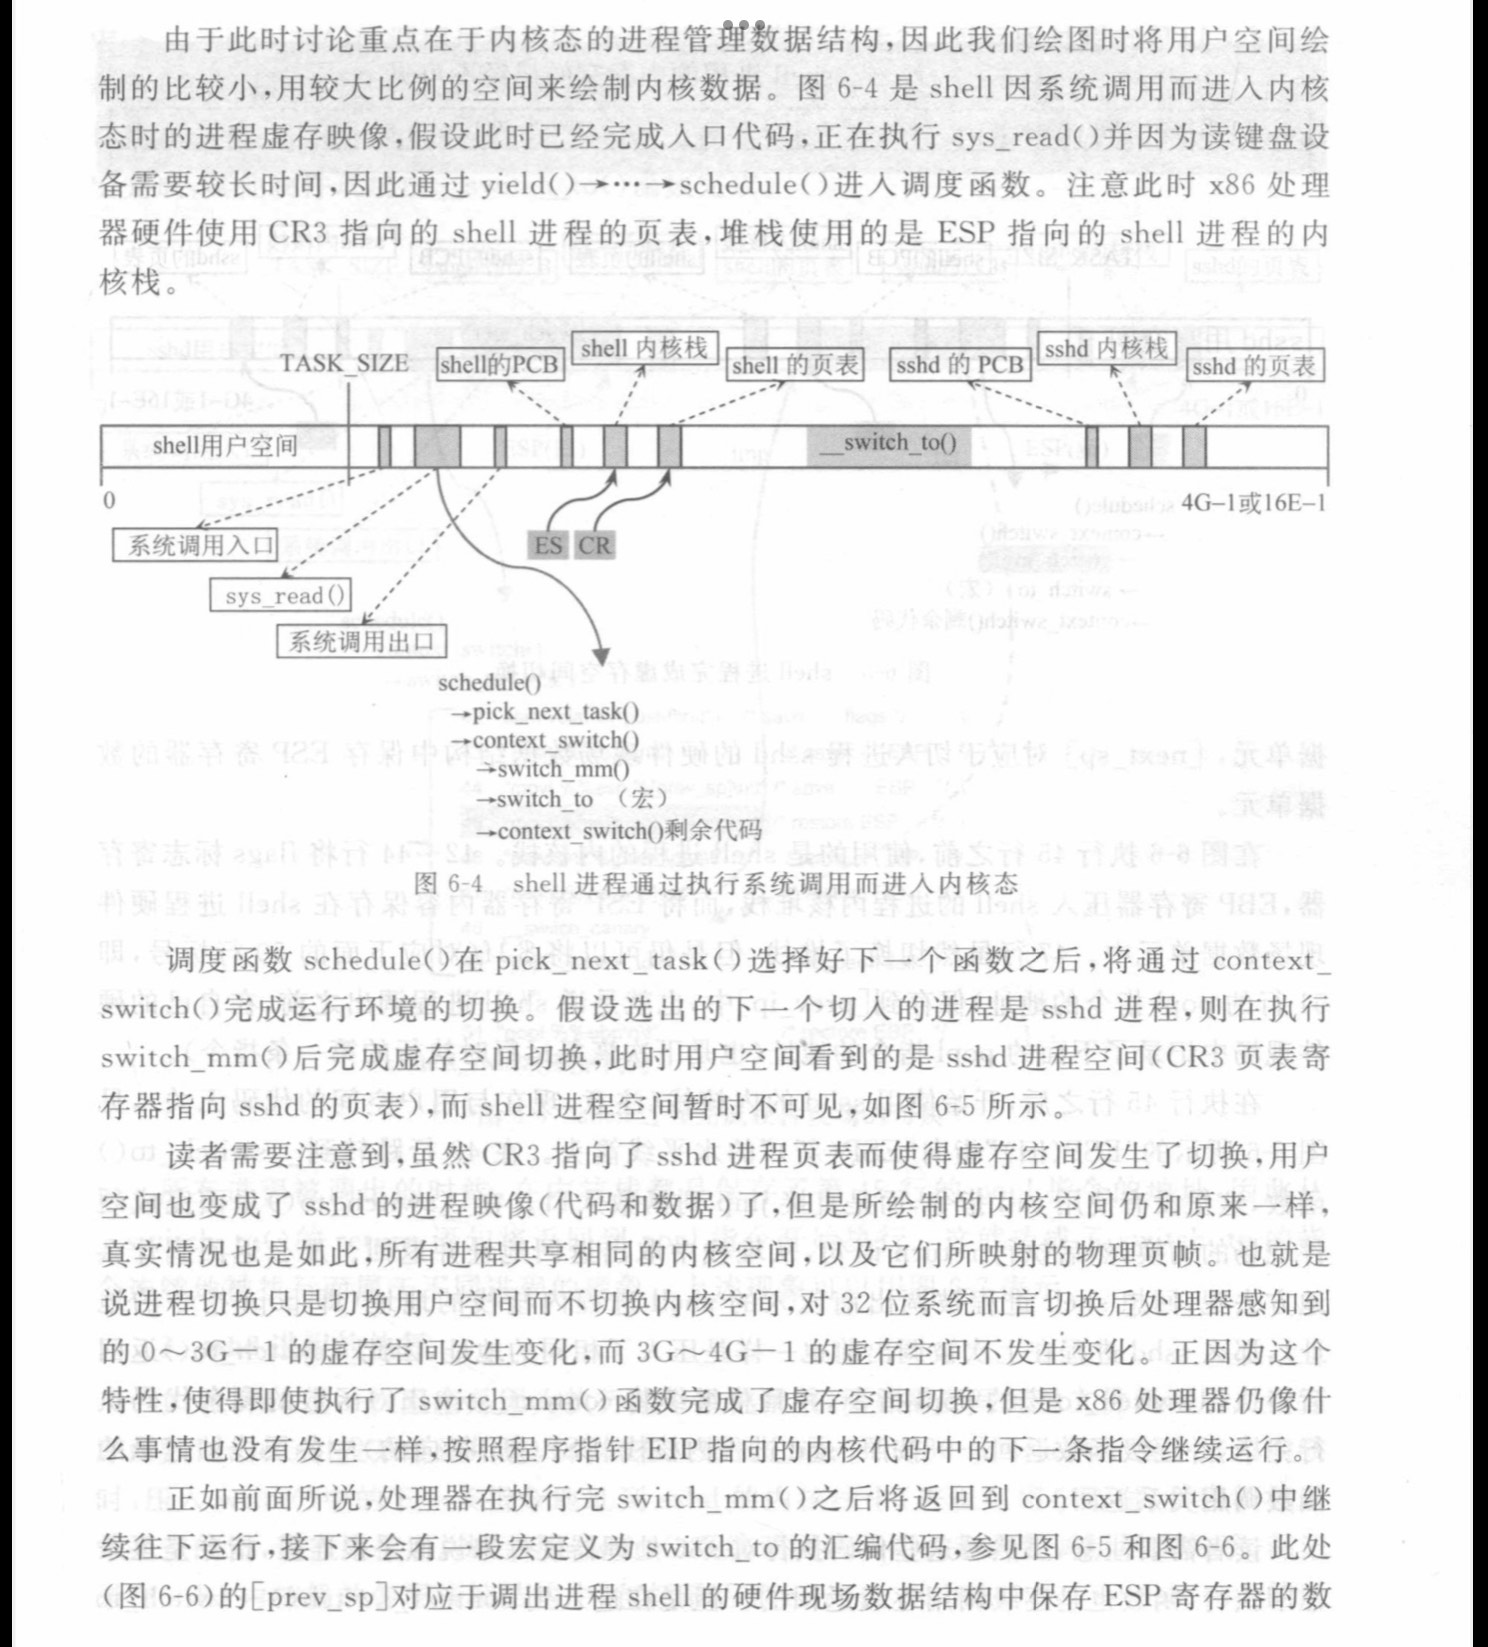 由于此时讨论重点在于内核态的进程管理数据结构,因此我们绘图时将用户空间绘
制的比较小,用较大比例的空间来绘制内核数据。图 6-4 是 shell 因系统调用而进入内核
态时的进程虚存映像,假设此时已经完成入口代码,正在执行 sys_read()并因为读键盘设
备需要较长时间,因此通过 yield()→…→schedule()进入调度函数。注意此时 x86 处理
器硬件使用 CR3 指向的 shell 进程的页表,堆栈使用的是 ESP 指向的 shell 进程的内
核栈。
TASK_SIZE
shell的PCB
shell 内核栈
shell 的页表
sshd 的 PCB
sshd 内核栈
sshd 的页表
shell用户空间
__switch_to()
0
4G–1或16E–1
系统调用入口
ES
CR
sys_read()
系统调用出口
schedule()
→pick_next_task()
→context_switch()
→switch_mm()
→switch_to （宏）
→context_switch()剩余代码
图 6-4 shell 进程通过执行系统调用而进入内核态
调度函数 schedule()在 pick_next_task()选择好下一个函数之后,将通过 context_
switch()完成运行环境的切换。假设选出的下一个切入的进程是 sshd 进程,则在执行
switch_mm()后完成虚存空间切换,此时用户空间看到的是 sshd 进程空间(CR3 页表寄
存器指向 sshd 的页表),而 shell 进程空间暂时不可见,如图 6-5 所示。
读者需要注意到,虽然 CR3 指向了 sshd 进程页表而使得虚存空间发生了切换,用户
空间也变成了 sshd 的进程映像(代码和数据)了,但是所绘制的内核空间仍和原来一样,
真实情况也是如此,所有进程共享相同的内核空间,以及它们所映射的物理页帧。也就是
说进程切换只是切换用户空间而不切换内核空间,对 32 位系统而言切换后处理器感知到
的 0～3G－1 的虚存空间发生变化,而 3G～4G－1 的虚存空间不发生变化。正因为这个
特性,使得即使执行了 switch_mm()函数完成了虚存空间切换,但是 x86 处理器仍像什
么事情也没有发生一样,按照程序指针 EIP 指向的内核代码中的下一条指令继续运行。
正如前面所说,处理器在执行完 switch_mm()之后将返回到 context_switch()中继
续往下运行,接下来会有一段宏定义为 switch_to 的汇编代码,参见图 6-5 和图 6-6。此处
(图 6-6)的[prev_sp]对应于调出进程 shell 的硬件现场数据结构中保存 ESP 寄存器的数